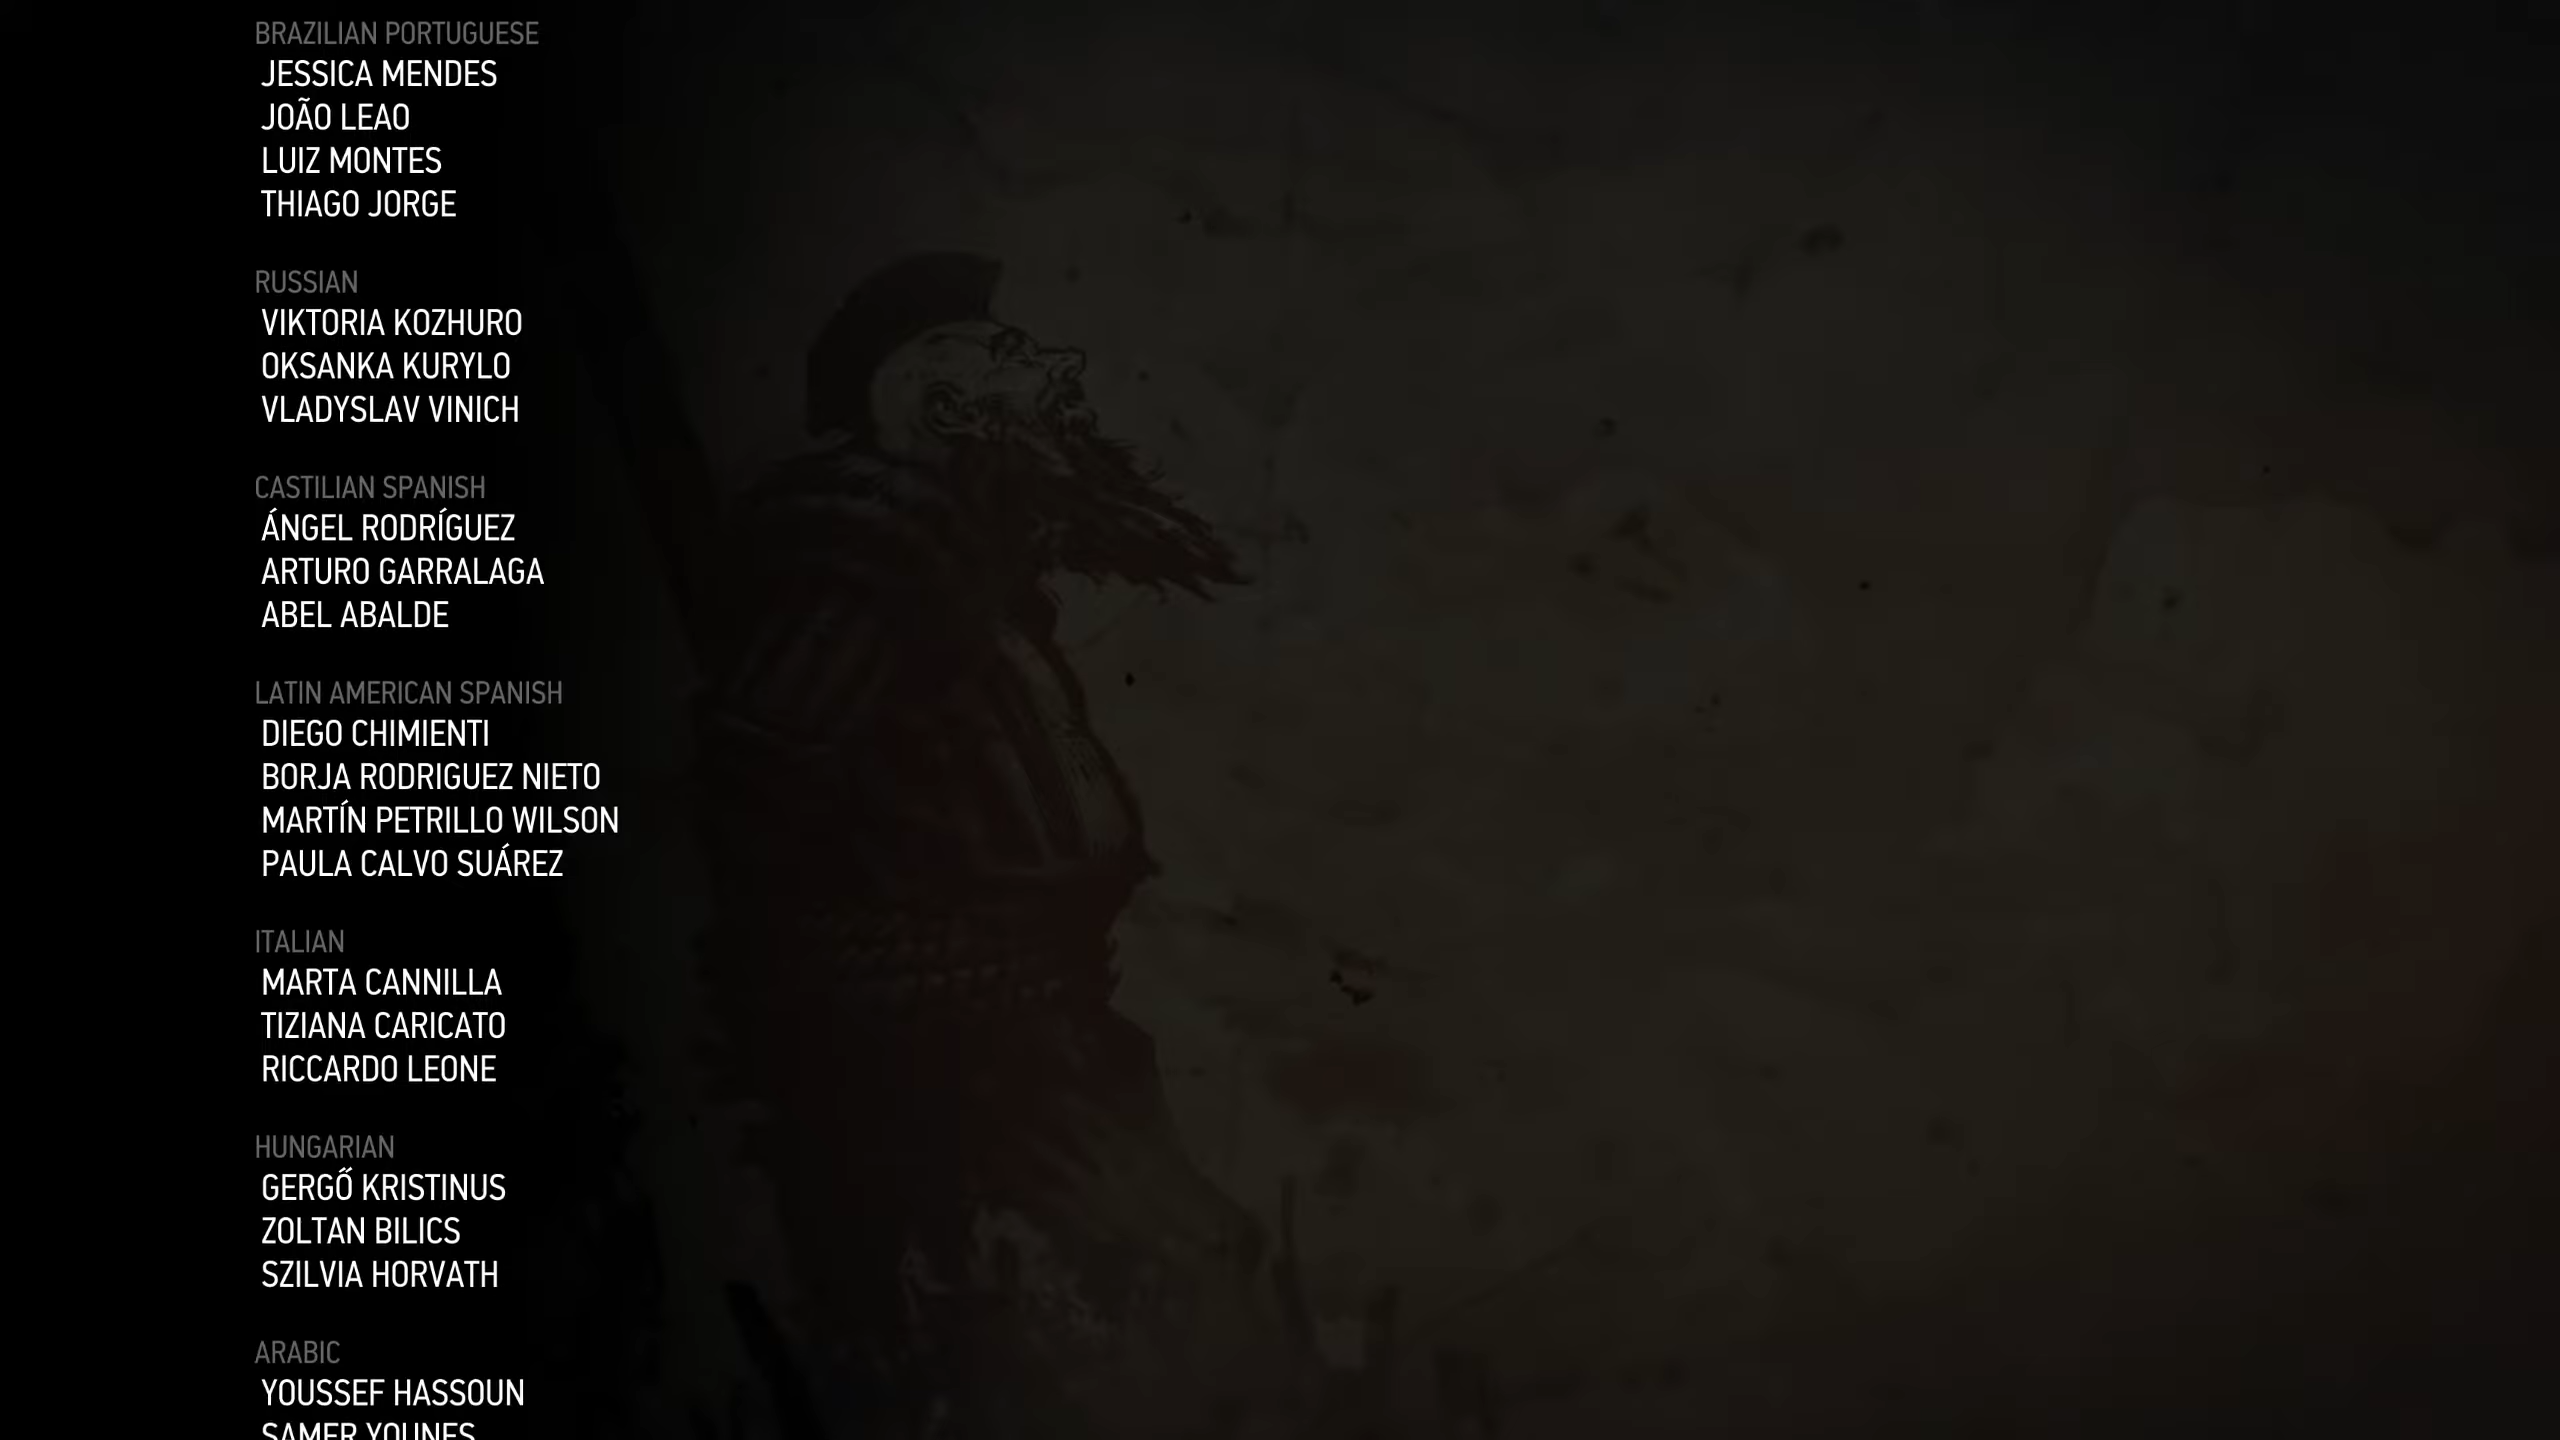 BRAZILIAN PORTUGUESE
JESSICA MENDES
JOÃO LEAO
LUIZ MONTES
THIAGO JORGE
RUSSIAN
VIKTORIA KOZHURO
OKSANKA KURYLO
VLADYSLAV VINICH
CASTILIAN SPANISH
ÁNGEL RODRÍGUEZ
ARTURO GARRALAGA
ABEL ABALDE
LATIN AMERICAN SPANISH
DIEGO CHIMIENTI
BORJA RODRIGUEZ NIETO
MARTÍN PETRILLO WILSON
PAULA CALVO SUÁREZ
ITALIAN
MARTA CANNILLA
TIZIANA CARICATO
RICCARDO LEONE
HUNGARIAN
GERGŐ KRISTINUS
ZOLTAN BILICS
SZILVIA HORVATH
ARABIC
YOUSSEF HASSOUN
SAMER YOUNES